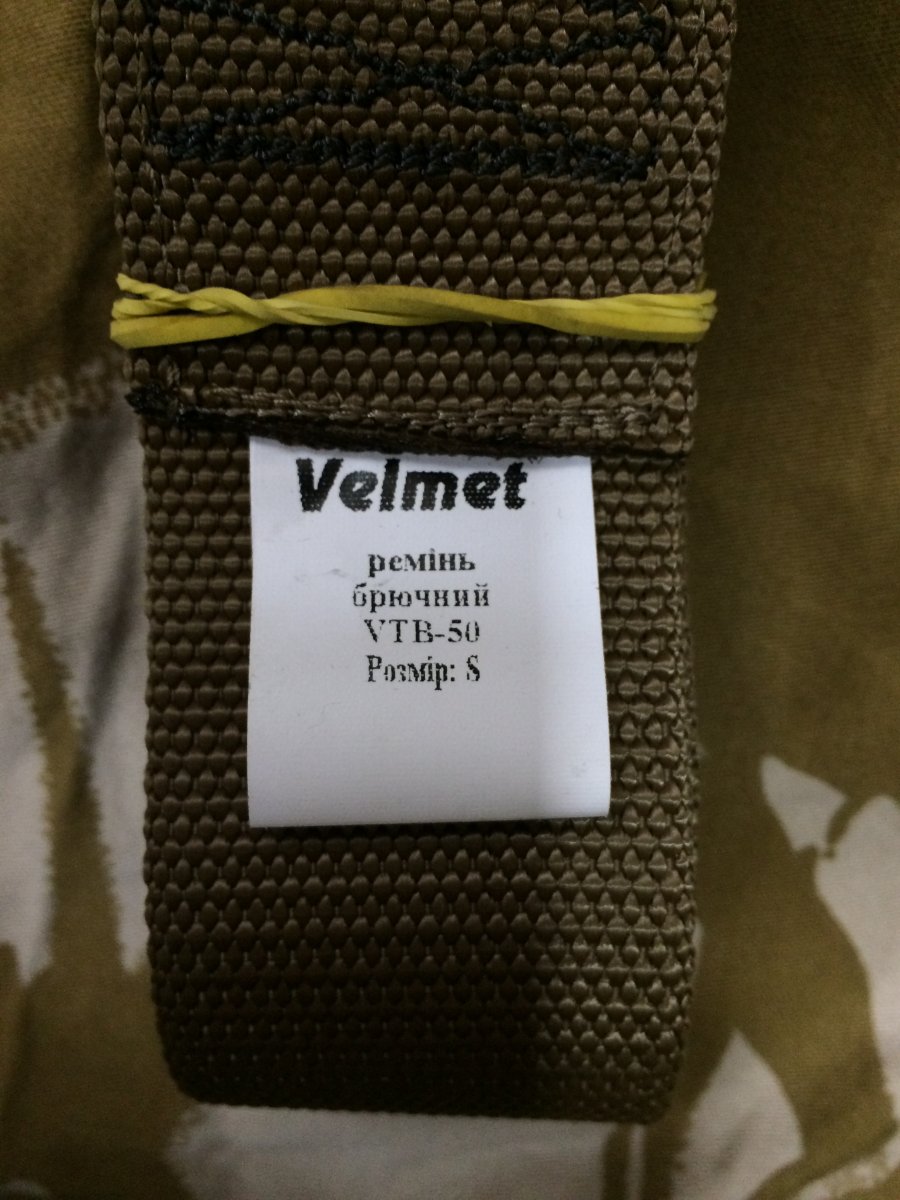 Velmet
ремінь
брючний
VTB-50
Розмір: S